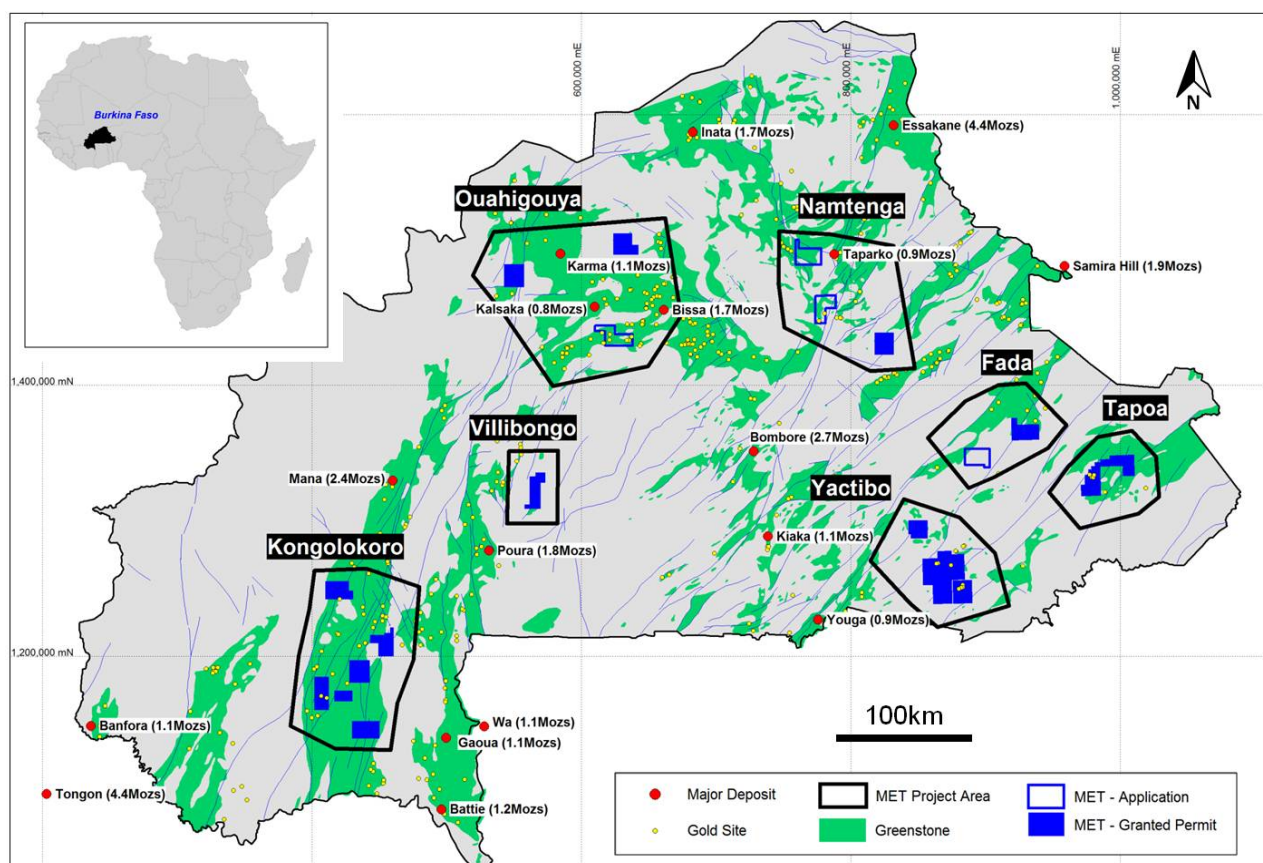 Burkina Faso
600,000 mE
800,000 mE
1,000,000 mE
N
Inata (1.7Mozs)
Essakane (4.4Mozs)
Ouahigouya
Namtenga
Karma (1.1Mozs)
Taparko (0.9Mozs)
Samira Hill (1.9Mozs)
Kalsaka (0.8Mozs)
Bissa (1.7Mozs)
1,400,000 mN
Fada
Tapoa
Villibongo
Bombore (2.7Mozs)
Mana (2.4Mozs)
Yactibo
Kongolokoro
Poura (1.8Mozs)
Kiaka (1.1Mozs)
Youga (0.9Mozs)
1,200,000 mN
Banfora (1.1Mozs)
Wa (1.1Mozs)
Gaoua (1.1Mozs)
100km
Tongon (4.4Mozs)
Battie (1.2Mozs)
Major Deposit
MET Project Area
MET - Application
Gold Site
Greenstone
MET - Granted Permit